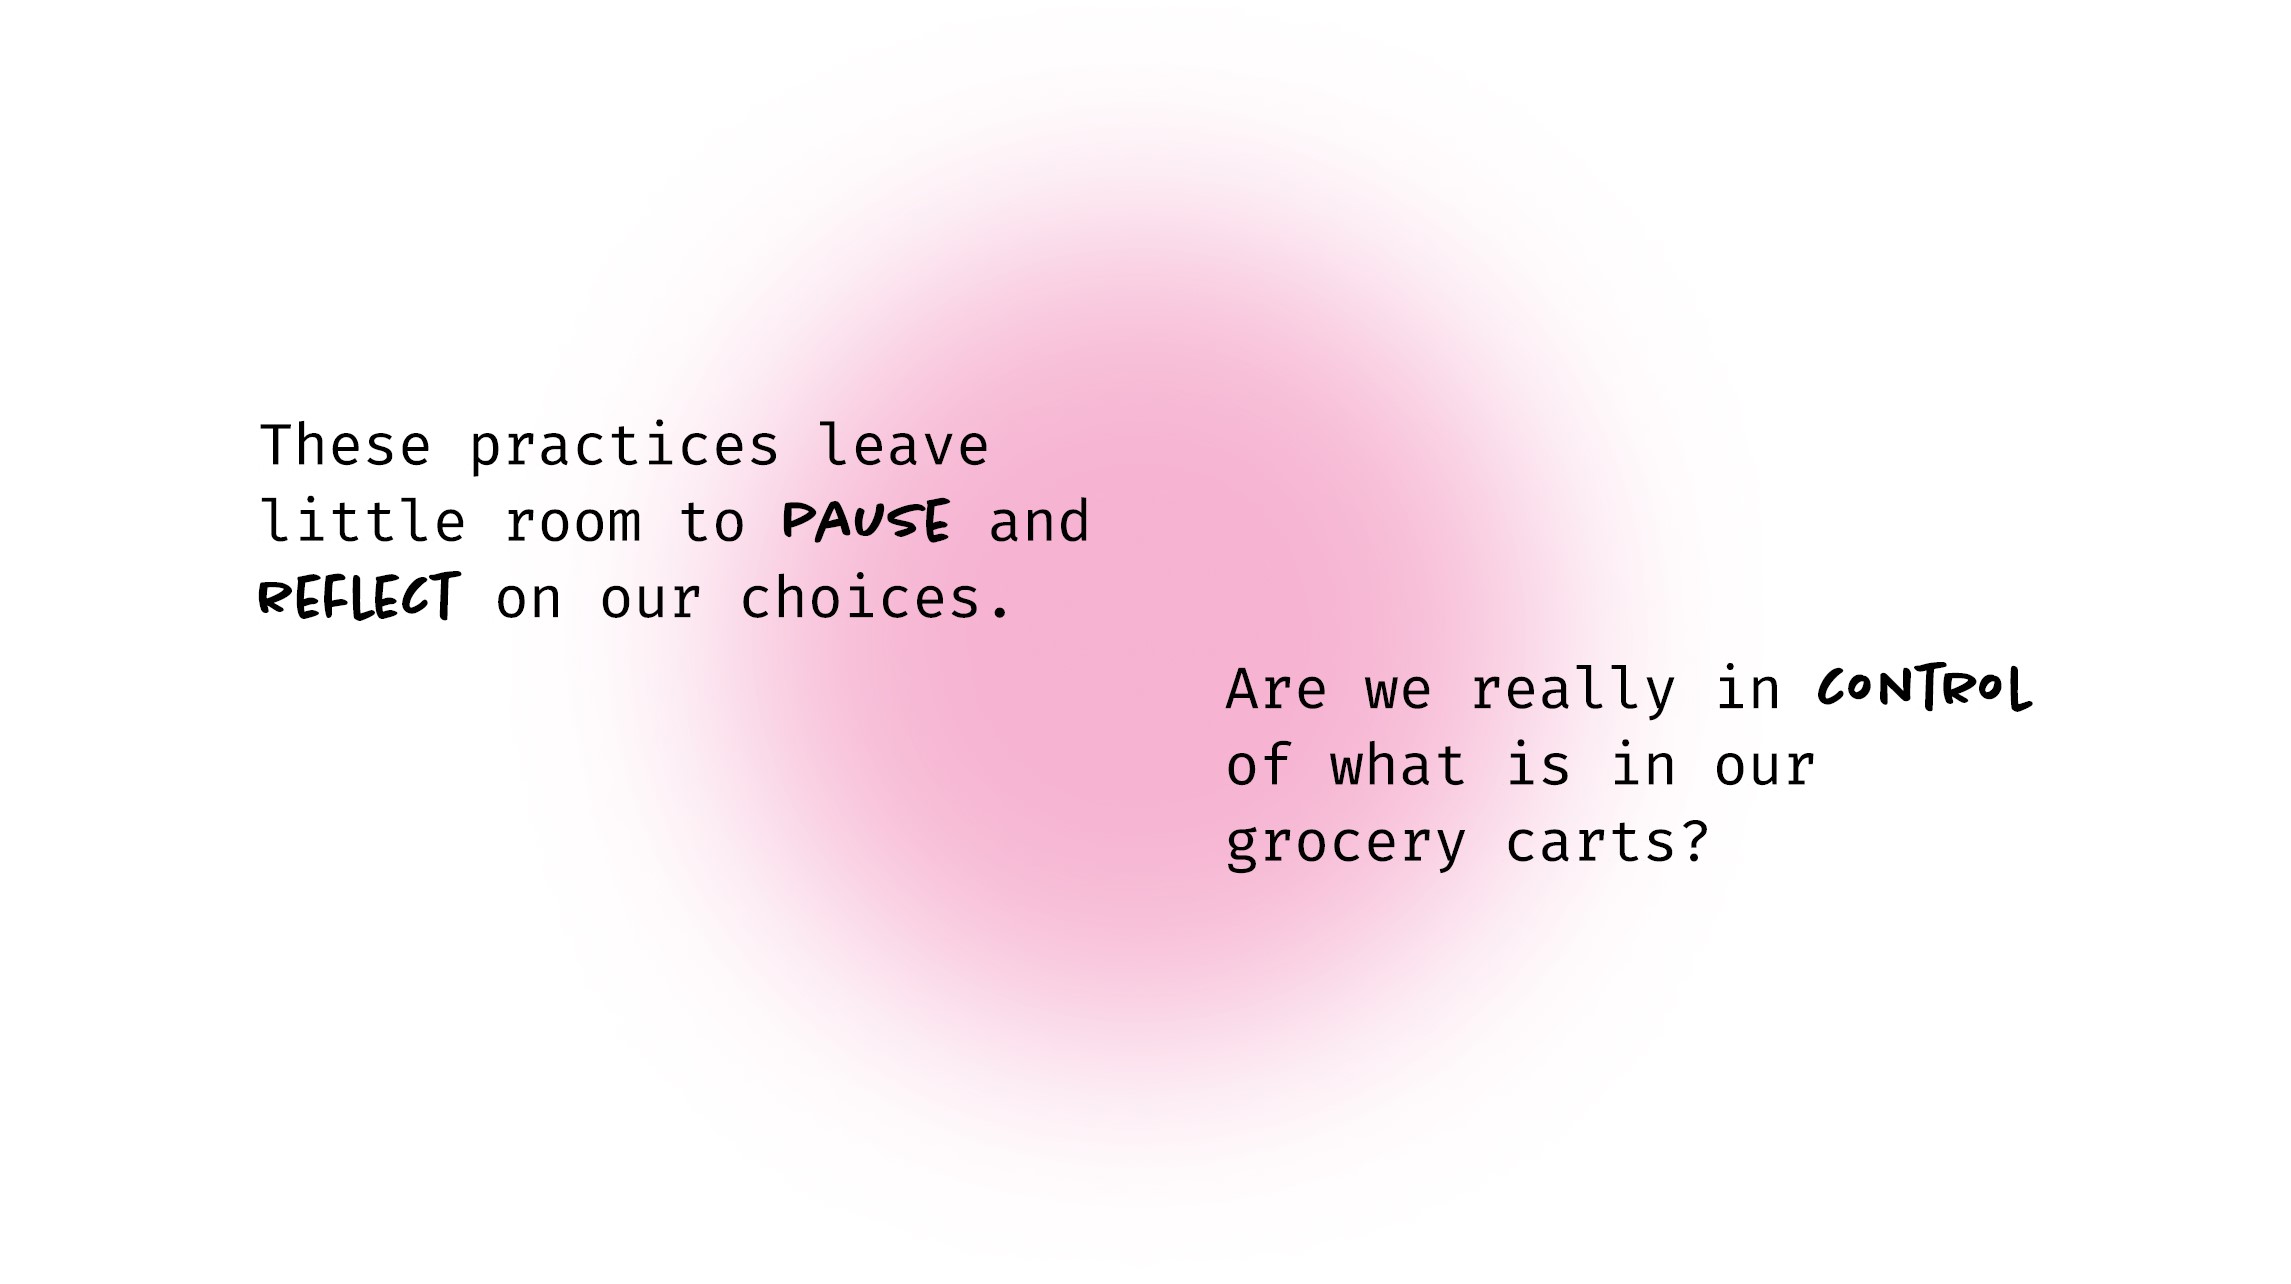 These practices leave
little room to PAUSE and
REFLECT on our choices.
Are we really in CONTROL
of what is in our
grocery carts?